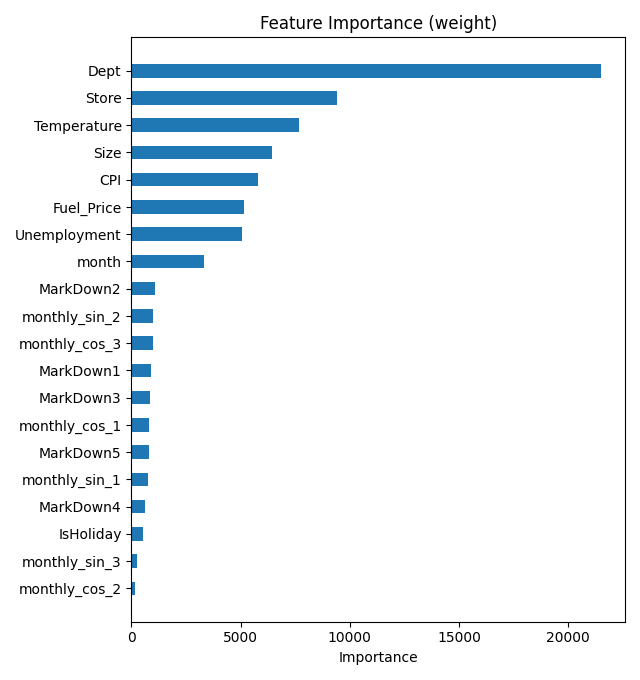 Feature Importance (weight)
Dept
Store
Temperature
Size
CPI
Fuel_Price
Unemployment
month
MarkDown2
monthly_sin_2
monthly_cos_3
MarkDown1
MarkDown3
monthly_cos_1
MarkDown5
monthly_sin_1
MarkDown4
IsHoliday
monthly_sin_3
monthly_cos_2
0 5000 10000 15000 20000
Importance